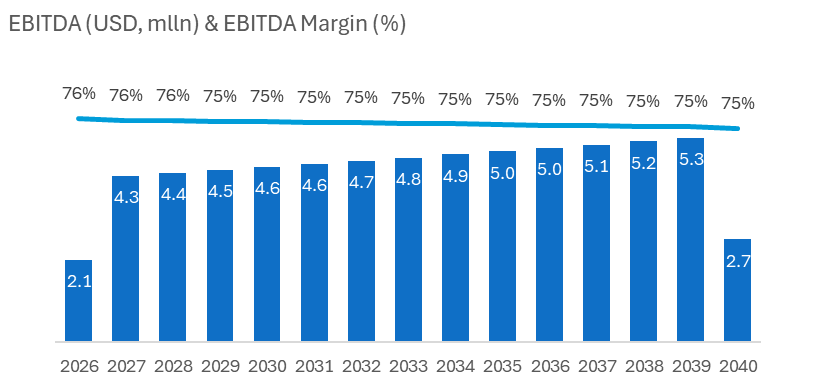 EBITDA (USD, mlln) & EBITDA Margin (%)
76% 76% 76% 75% 75% 75% 75% 75% 75% 75% 75% 75% 75% 75% 75%
2.1 4.3 4.4 4.5 4.6 4.6 4.7 4.8 4.9 5.0 5.0 5.1 5.2 5.3 2.7
2026 2027 2028 2029 2030 2031 2032 2033 2034 2035 2036 2037 2038 2039 2040